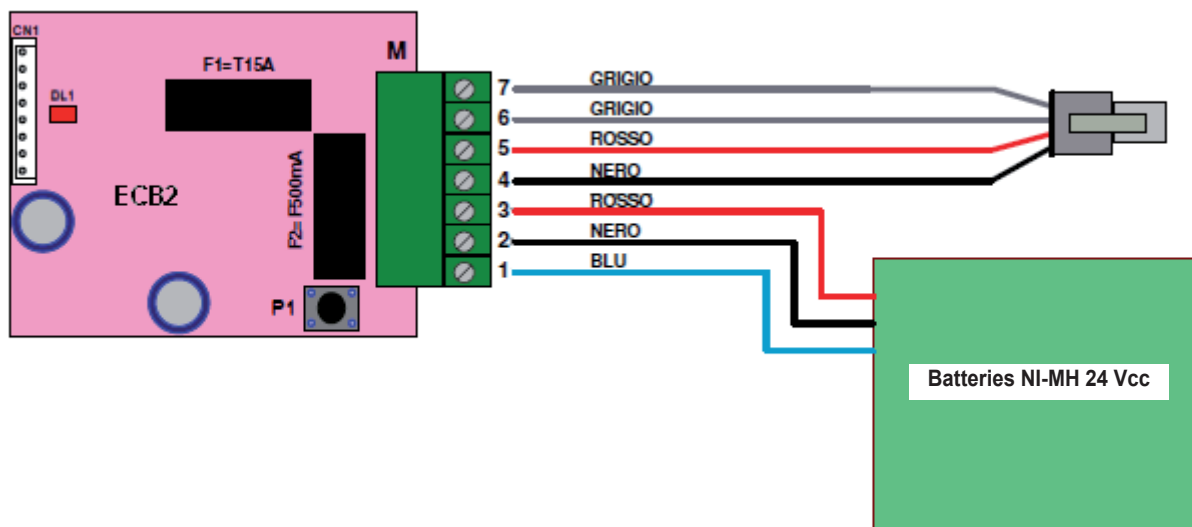 CN1
DL1
F1=T15A
F2= F500mA
ECB2
P1
M
7 GRIGIO
6 GRIGIO
5 ROSSO
4 NERO
3 ROSSO
2 NERO
1 BLU
Batteries NI-MH 24 Vcc